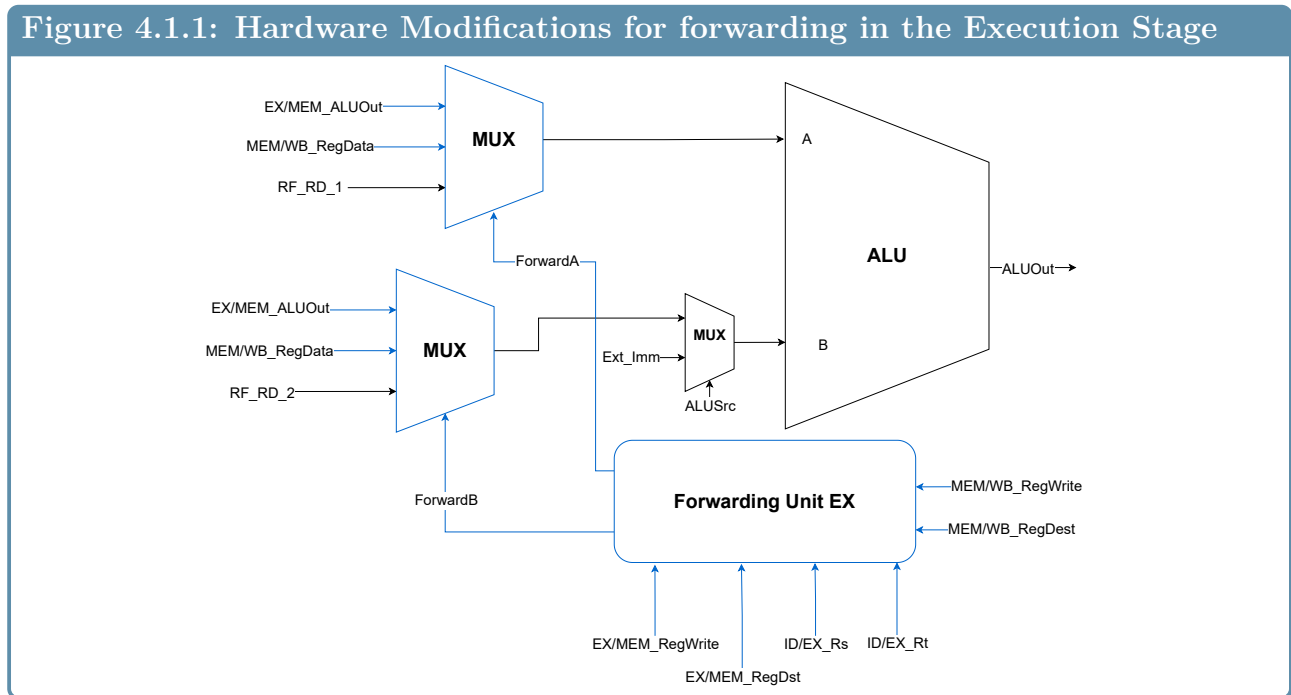 Figure 4.1.1: Hardware Modifications for forwarding in the Execution Stage
EX/MEM_ALUOut
MEM/WB_RegData
RF_RD_1
MUX
A
ForwardA
ALU
ALUOut
EX/MEM_ALUOut
MEM/WB_RegData
RF_RD_2
MUX
MUX
Ext_Imm
ALUSrc
B
ForwardB
Forwarding Unit EX
MEM/WB_RegWrite
MEM/WB_RegDest
EX/MEM_RegWrite
EX/MEM_RegDst
ID/EX_Rs
ID/EX_Rt